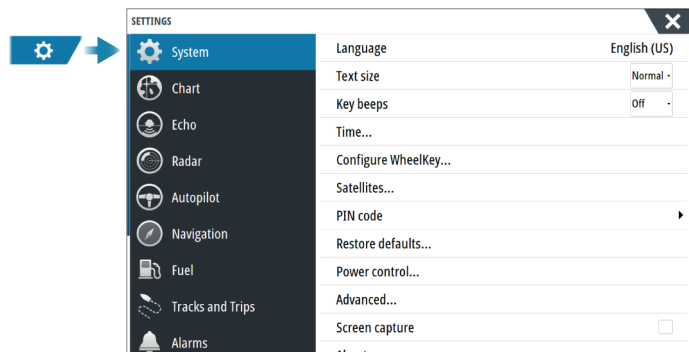 SETTINGS
System
Chart
Echo
Radar
Autopilot
Navigation
Fuel
Tracks and Trips
Alarms
Language English (US)
Text size Normal
Key beeps Off
Time...
Configure WheelKey...
Satellites...
PIN code
Restore defaults...
Power control...
Advanced...
Screen capture